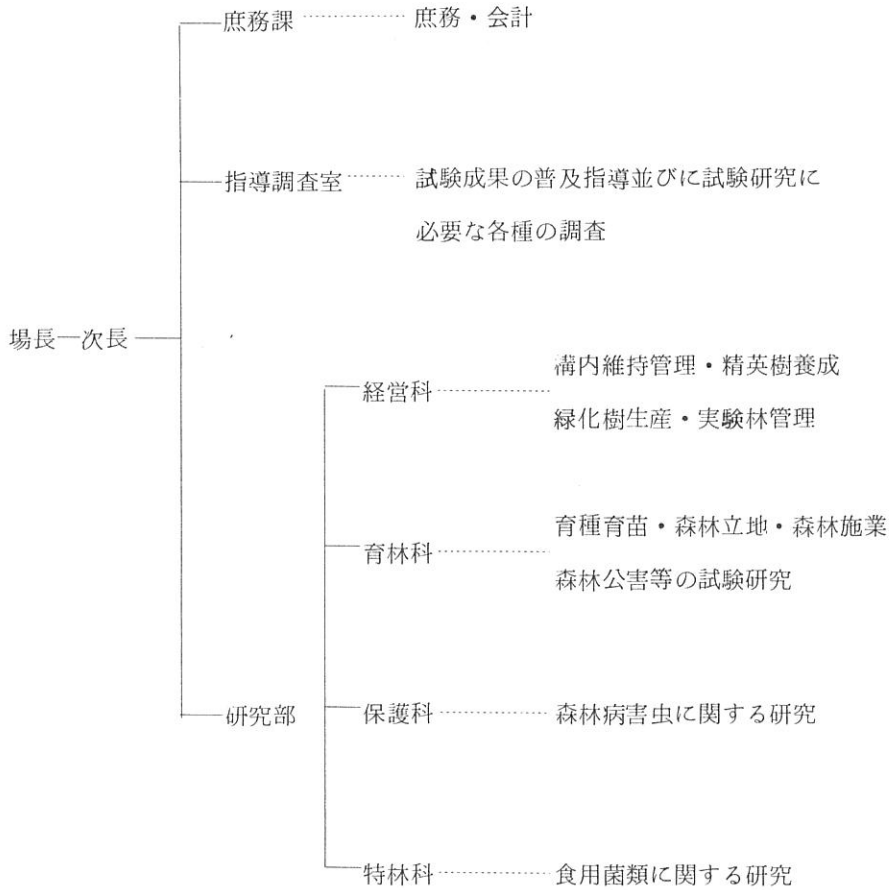 庶務課 ………… 庶務・会計
指導調査室 ……… 試験成果の普及指導並びに試験研究に
必要な各種の調査
場長―次長
経営科 ………… 溝内維持管理・精英樹養成
緑化樹生産・実験林管理
育林科 ………… 育種育苗・森林立地・森林施業
森林公害等の試験研究
研究部
保護科 ………… 森林病害虫に関する研究
特林科 ………… 食用菌類に関する研究